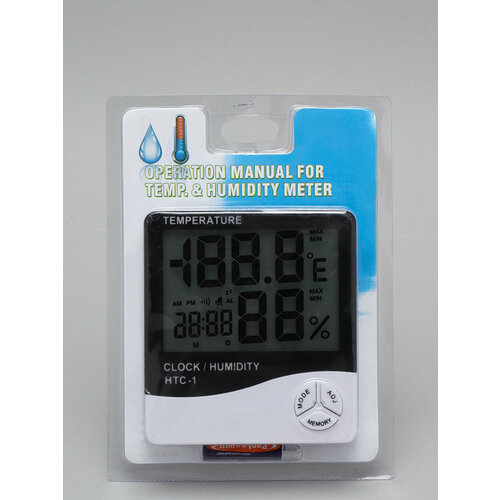 OPERATION MANUAL FOR
TEMP. & HUMIDITY METER
TEMPERATURE
MAX
MIN
-188.8°E
AM PM AL
MAX
MIN
28:88 88%
M D
CLOCK / HUMIDITY
HTC-1
MODE
ADJ
MEMORY